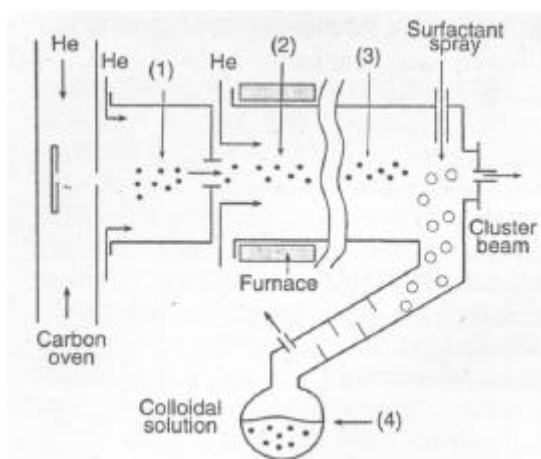 He
He
(1)
He
(2)
(3)
Surfactant
spray
Cluster
beam
Furnace
Carbon
oven
Colloidal
solution
(4)